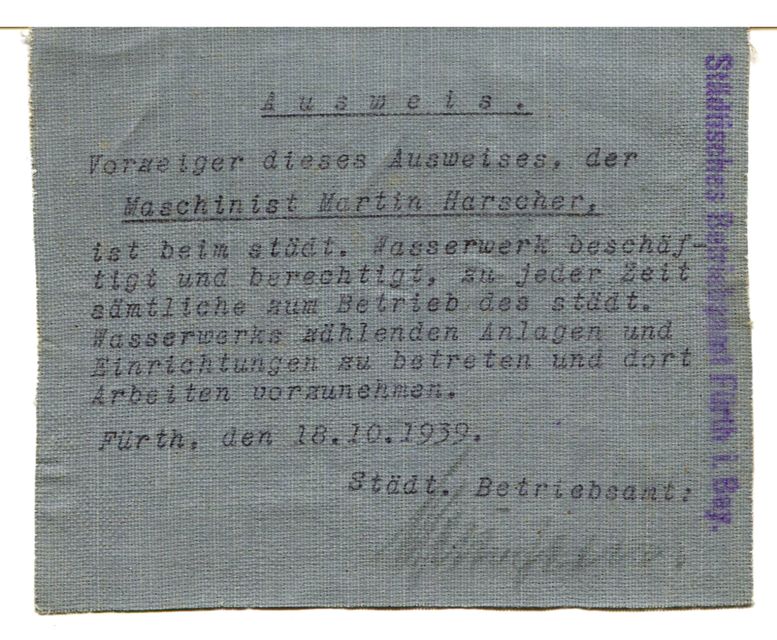 Ausweis.
Vorzeiger dieses Ausweises, der
Maschinist Martin Harscher,
ist beim städt. Wasserwerk beschäf-
tigt und berechtigt, zu jeder Zeit
sämtliche zum Betrieb des städt.
Wasserwerks zählenden Anlagen und
Einrichtungen zu betreten und dort
Arbeiten vorzunehmen.
Fürth, den 18.10.1939.
Städt. Betriebsamt:
Städtisches Betriebsamt Fürth i. Bay.